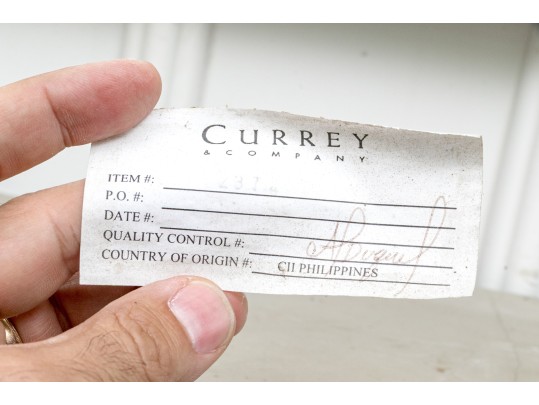 CURREY
& COMPANY
ITEM #:
P.O. #:
DATE #:
QUALITY CONTROL #:
COUNTRY OF ORIGIN #: CII PHILIPPINES